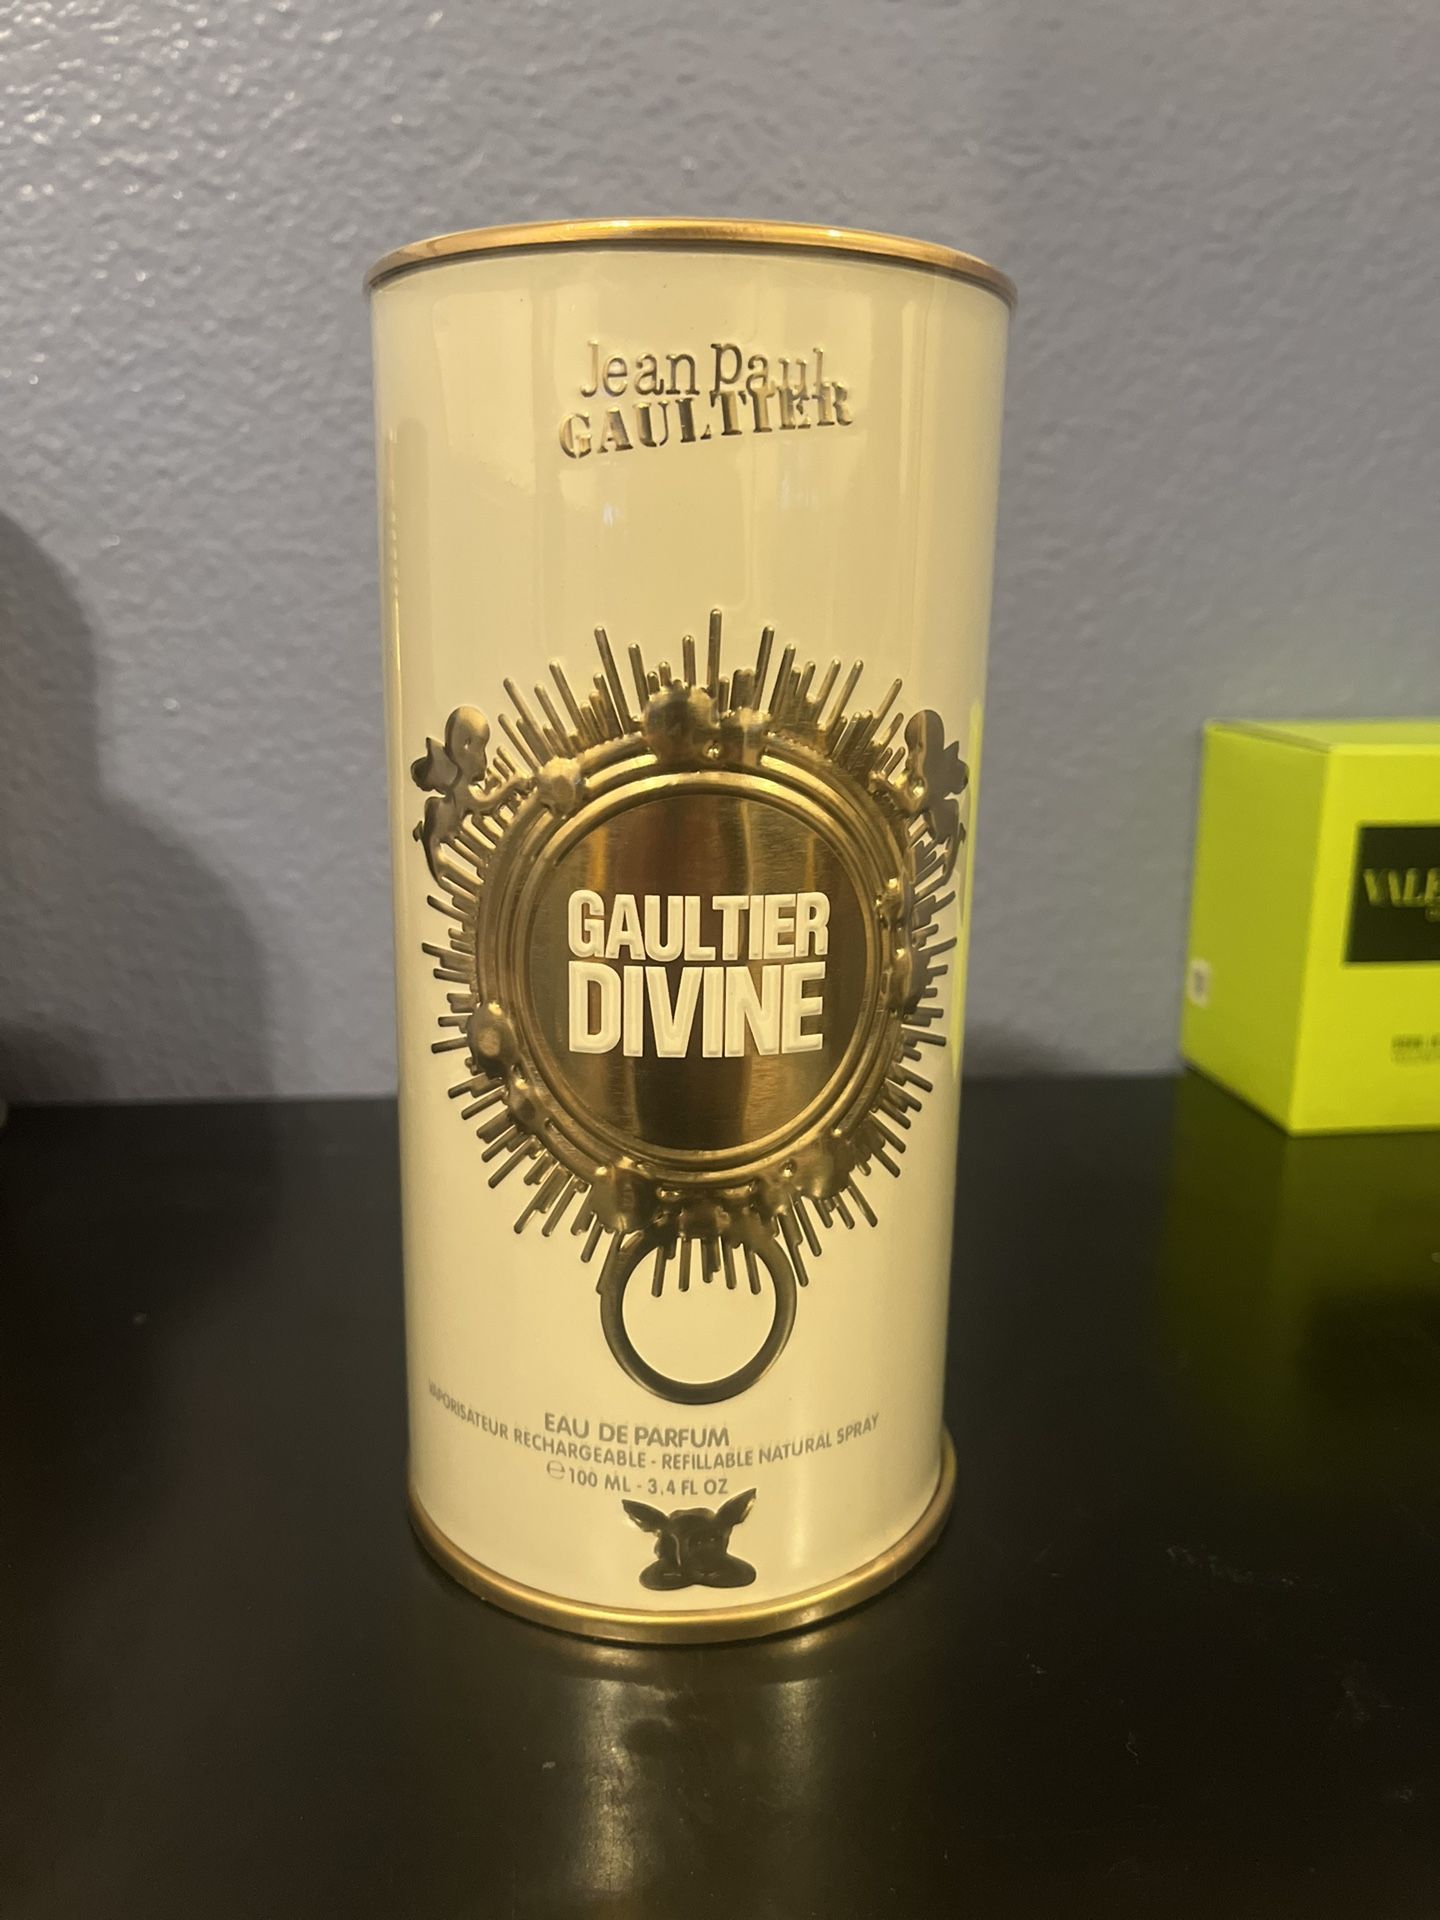 Jean Paul
GAULTIER
GAULTIER
DIVINE
EAU DE PARFUM
VAPORISATEUR RECHARGEABLE - REFILLABLE NATURAL SPRAY
℮100 ML - 3,4 FL OZ